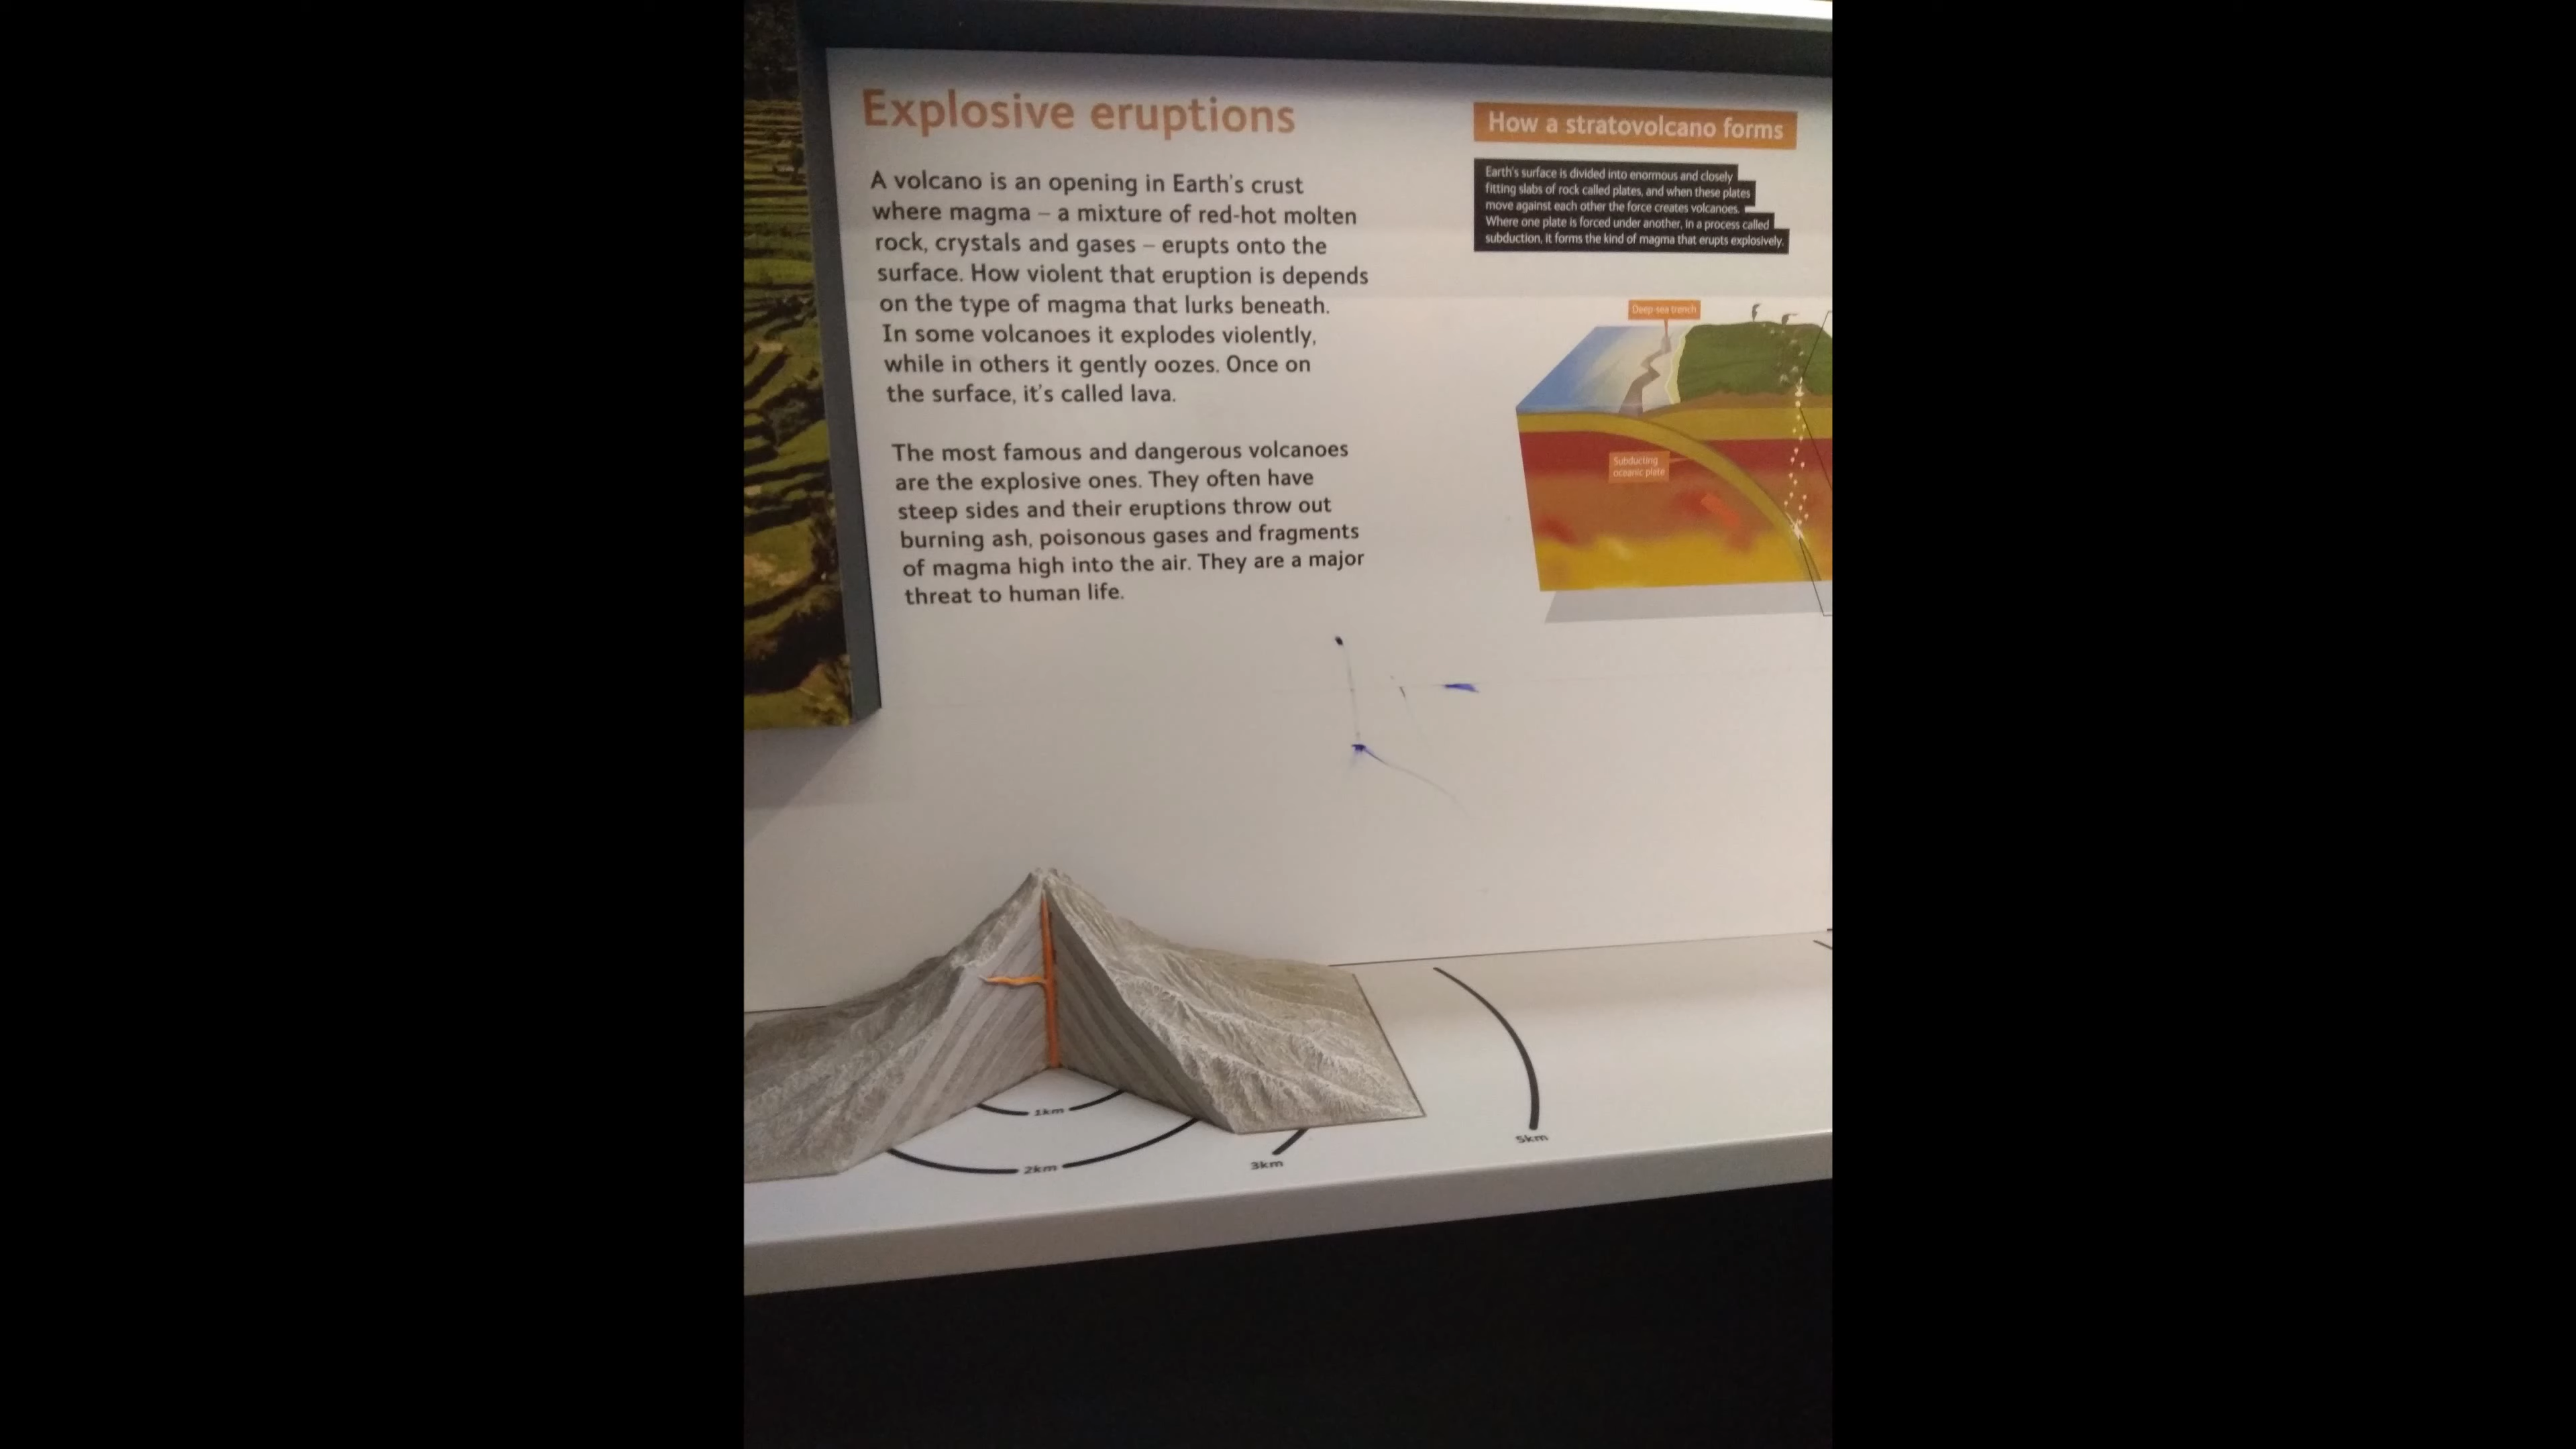 Explosive eruptions
A volcano is an opening in Earth's crust
where magma – a mixture of red-hot molten
rock, crystals and gases – erupts onto the
surface. How violent that eruption is depends
on the type of magma that lurks beneath.
In some volcanoes it explodes violently,
while in others it gently oozes. Once on
the surface, it's called lava.
The most famous and dangerous volcanoes
are the explosive ones. They often have
steep sides and their eruptions throw out
burning ash, poisonous gases and fragments
of magma high into the air. They are a major
threat to human life.
How a stratovolcano forms
Earth's surface is divided into enormous and closely
fitting slabs of rock called plates, and when these plates
move against each other the force creates volcanoes.
Where one plate is forced under another, in a process called
subduction, it forms the kind of magma that erupts explosively.
Deep sea trench
Subducting
oceanic plate
1km
2km
3km
5km